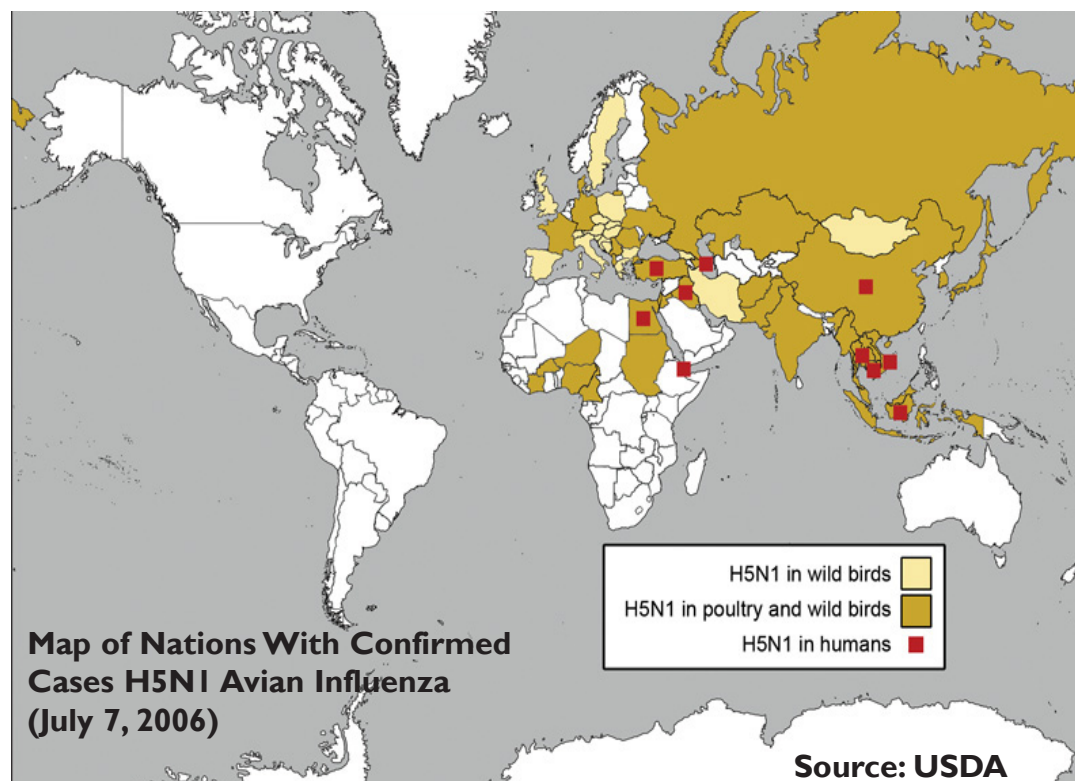 H5N1 in wild birds
H5N1 in poultry and wild birds
H5N1 in humans
Map of Nations With Confirmed
Cases H5N1 Avian Influenza
(July 7, 2006)
Source: USDA